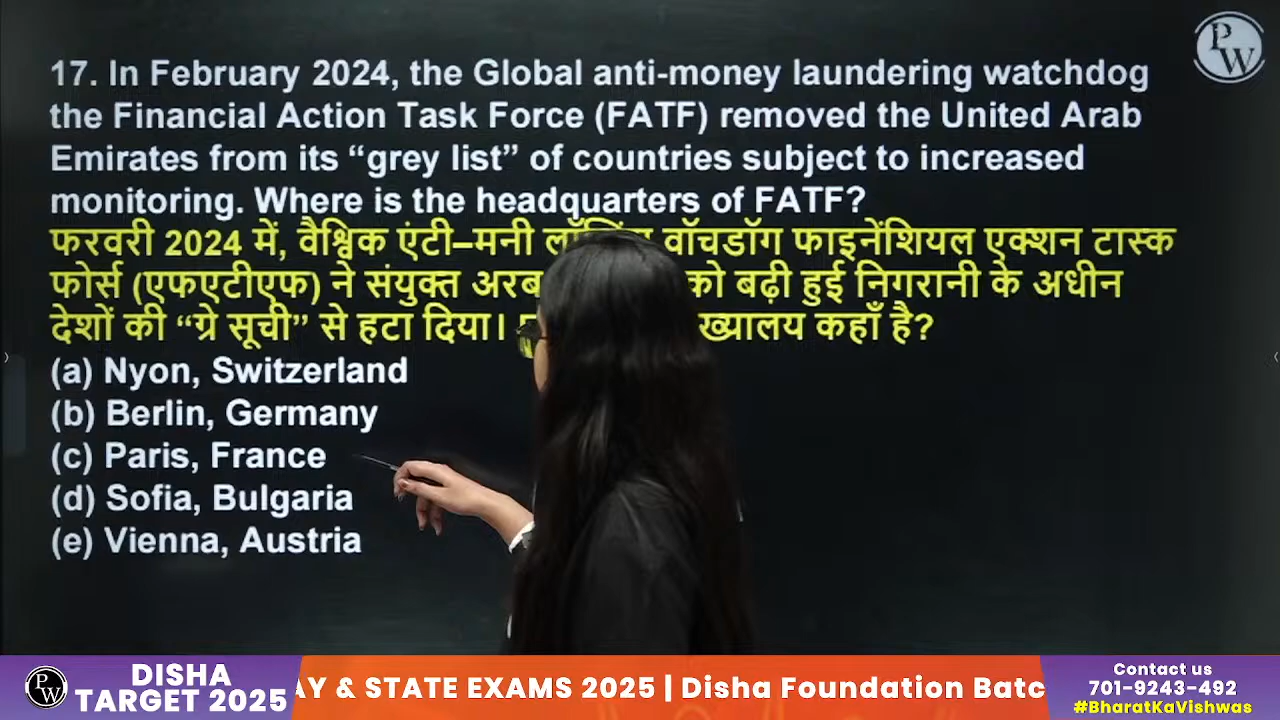 PW
17. In February 2024, the Global anti-money laundering watchdog
the Financial Action Task Force (FATF) removed the United Arab
Emirates from its “grey list” of countries subject to increased
monitoring. Where is the headquarters of FATF?
फरवरी 2024 में, वैश्विक एंटी–मनी वॉचडॉग फाइनेंशियल एक्शन टास्क
फोर्स (एफएटीएफ) ने संयुक्त अरब को बढ़ी हुई निगरानी के अधीन
देशों की “ग्रे सूची” से हटा दिया। कहाँ है?
(a) Nyon, Switzerland
(b) Berlin, Germany
(c) Paris, France
(d) Sofia, Bulgaria
(e) Vienna, Austria
PW
DISHA
TARGET 2025
AY & STATE EXAMS 2025 | Disha Foundation Batc
Contact us
701-9243-492
#BharatKaVishwas